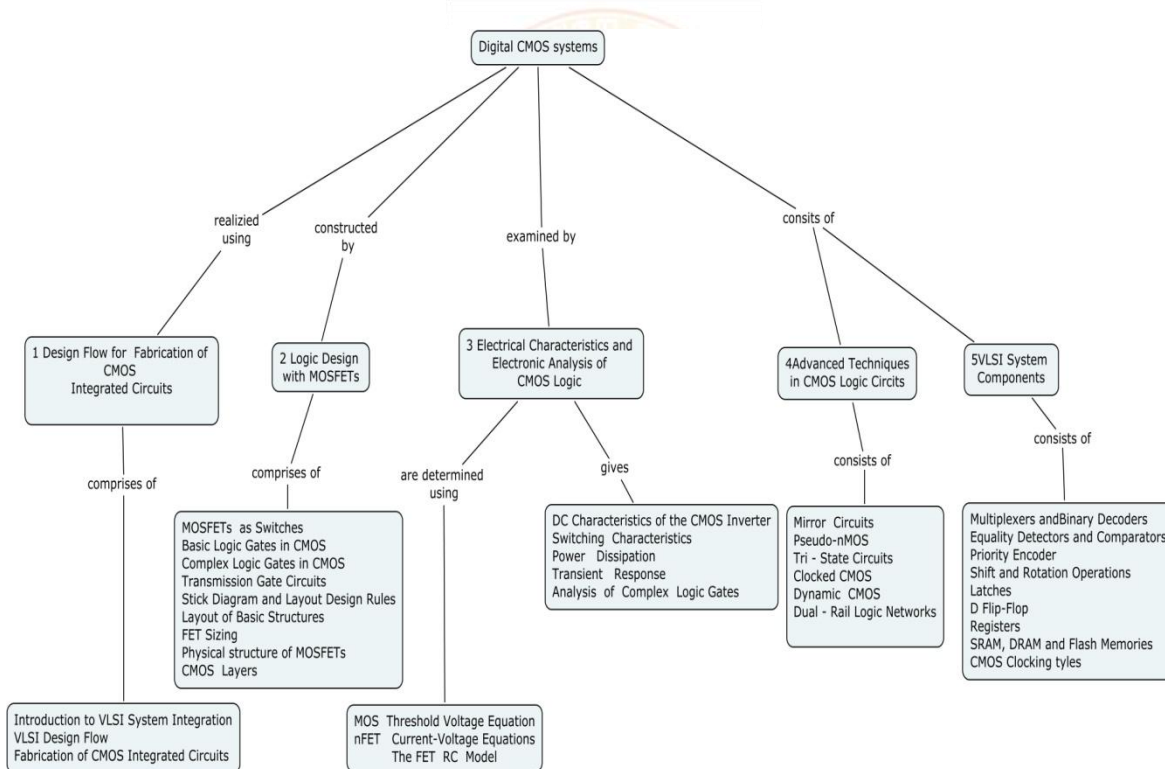 Digital CMOS systems
realizied
using
constructed
by
examined by
consits of
1 Design Flow for Fabrication of
CMOS
Integrated Circuits
2 Logic Design
with MOSFETs
3 Electrical Characteristics and
Electronic Analysis of
CMOS Logic
4Advanced Techniques
in CMOS Logic Circits
5VLSI System
Components
comprises of
comprises of
are determined
using
gives
consists of
consists of
MOSFETs as Switches
Basic Logic Gates in CMOS
Complex Logic Gates in CMOS
Transmission Gate Circuits
Stick Diagram and Layout Design Rules
Layout of Basic Structures
FET Sizing
Physical structure of MOSFETs
CMOS Layers
DC Characteristics of the CMOS Inverter
Switching Characteristics
Power Dissipation
Transient Response
Analysis of Complex Logic Gates
Mirror Circuits
Pseudo-nMOS
Tri - State Circuits
Clocked CMOS
Dynamic CMOS
Dual - Rail Logic Networks
Multiplexers andBinary Decoders
Equality Detectors and Comparators
Priority Encoder
Shift and Rotation Operations
Latches
D Flip-Flop
Registers
SRAM, DRAM and Flash Memories
CMOS Clocking tyles
Introduction to VLSI System Integration
VLSI Design Flow
Fabrication of CMOS Integrated Circuits
MOS Threshold Voltage Equation
nFET Current-Voltage Equations
The FET RC Model